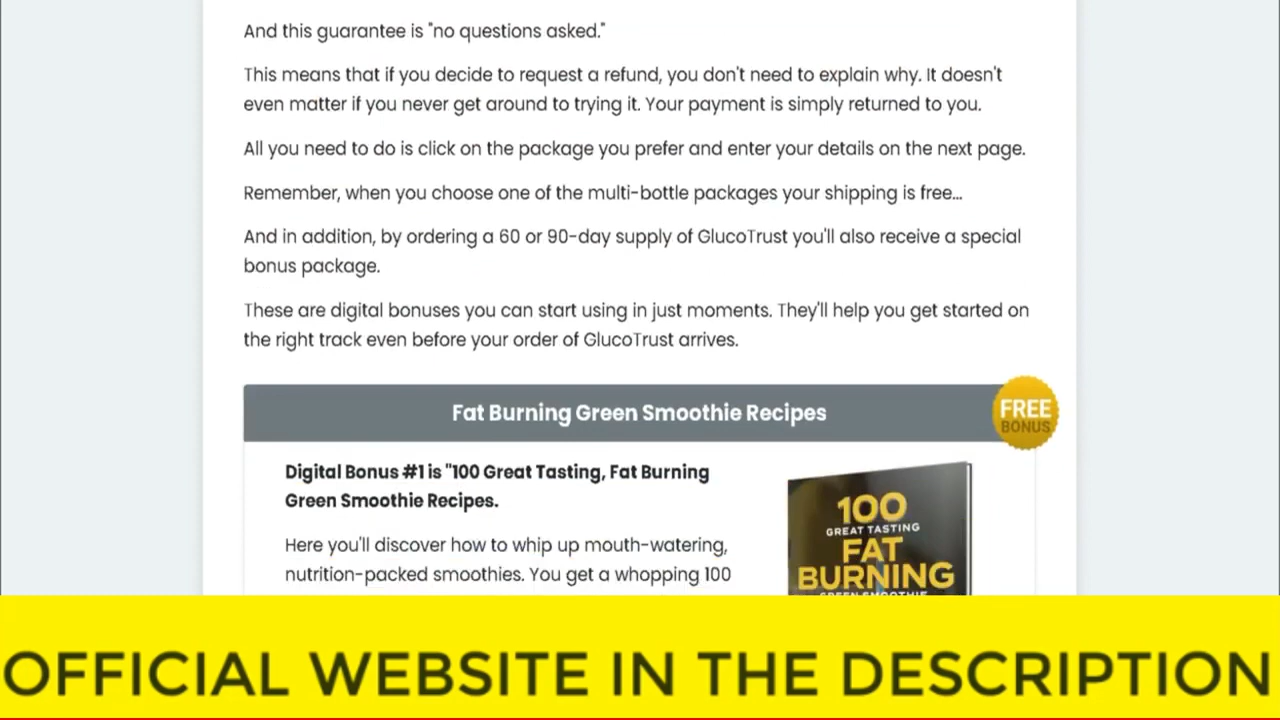 And this guarantee is "no questions asked."
This means that if you decide to request a refund, you don't need to explain why. It doesn't
even matter if you never get around to trying it. Your payment is simply returned to you.
All you need to do is click on the package you prefer and enter your details on the next page.
Remember, when you choose one of the multi-bottle packages your shipping is free...
And in addition, by ordering a 60 or 90-day supply of GlucoTrust you'll also receive a special
bonus package.
These are digital bonuses you can start using in just moments. They'll help you get started on
the right track even before your order of GlucoTrust arrives.
Fat Burning Green Smoothie Recipes
FREE
BONUS
Digital Bonus #1 is "100 Great Tasting, Fat Burning
Green Smoothie Recipes.
Here you'll discover how to whip up mouth-watering,
nutrition-packed smoothies. You get a whopping 100
100
GREAT TASTING
FAT
BURNING
GREEN SMOOTHIE
OFFICIAL WEBSITE IN THE DESCRIPTION